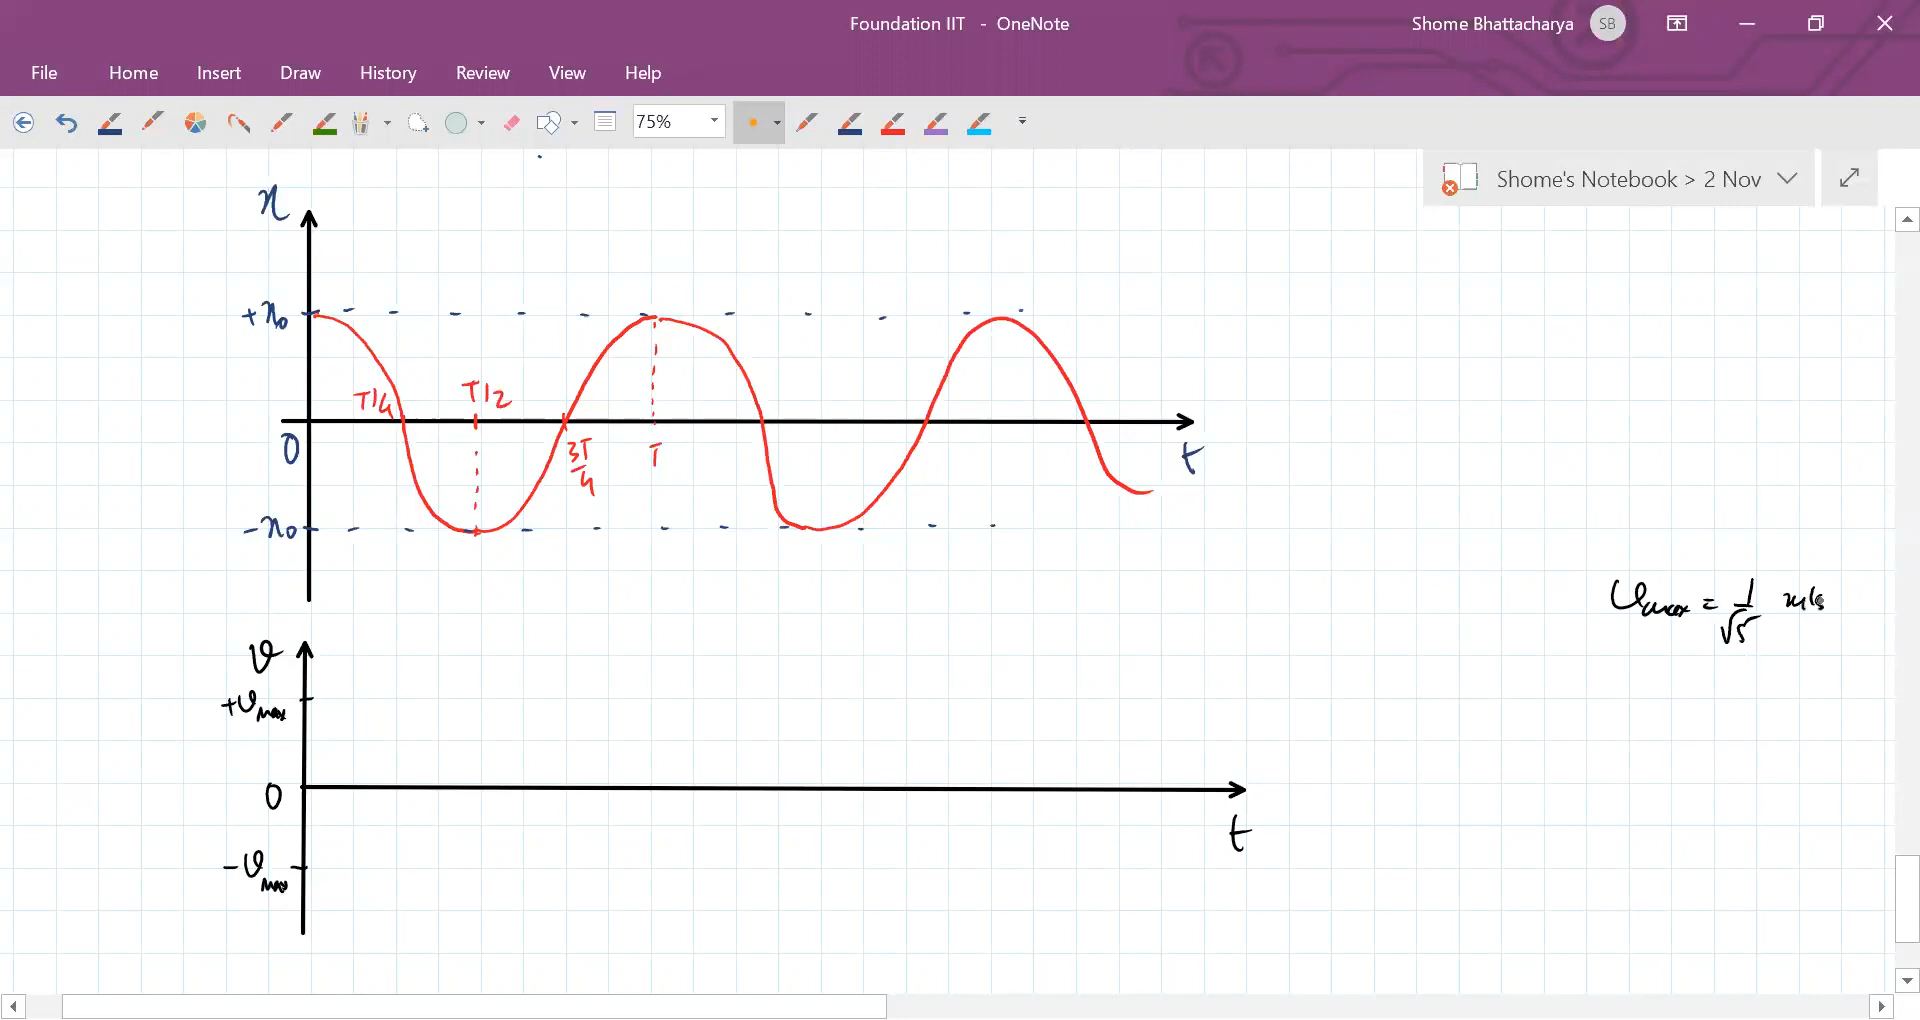 Foundation IIT - OneNote
Shome Bhattacharya SB
File Home Insert Draw History Review View Help
75%
Shome's Notebook > 2 Nov
x
+x₀
T/4
T/2
0
3T/4
T
t
-x₀
v_max = 1/√5 m/s
v
+v_max
0
t
-v_max